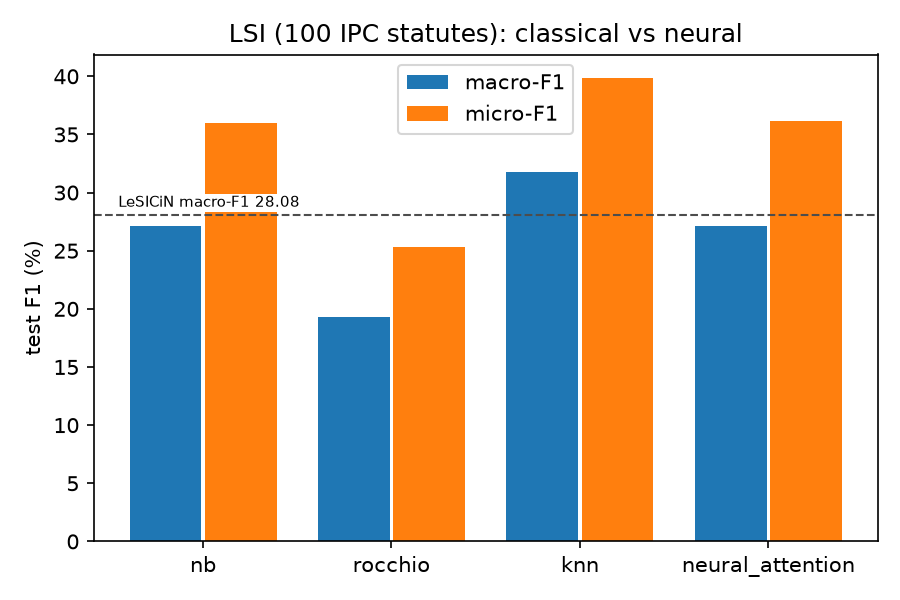 LSI (100 IPC statutes): classical vs neural
macro-F1
micro-F1
LeSICiN macro-F1 28.08
test F1 (%)
40
35
30
25
20
15
10
5
0
nb
rocchio
knn
neural_attention